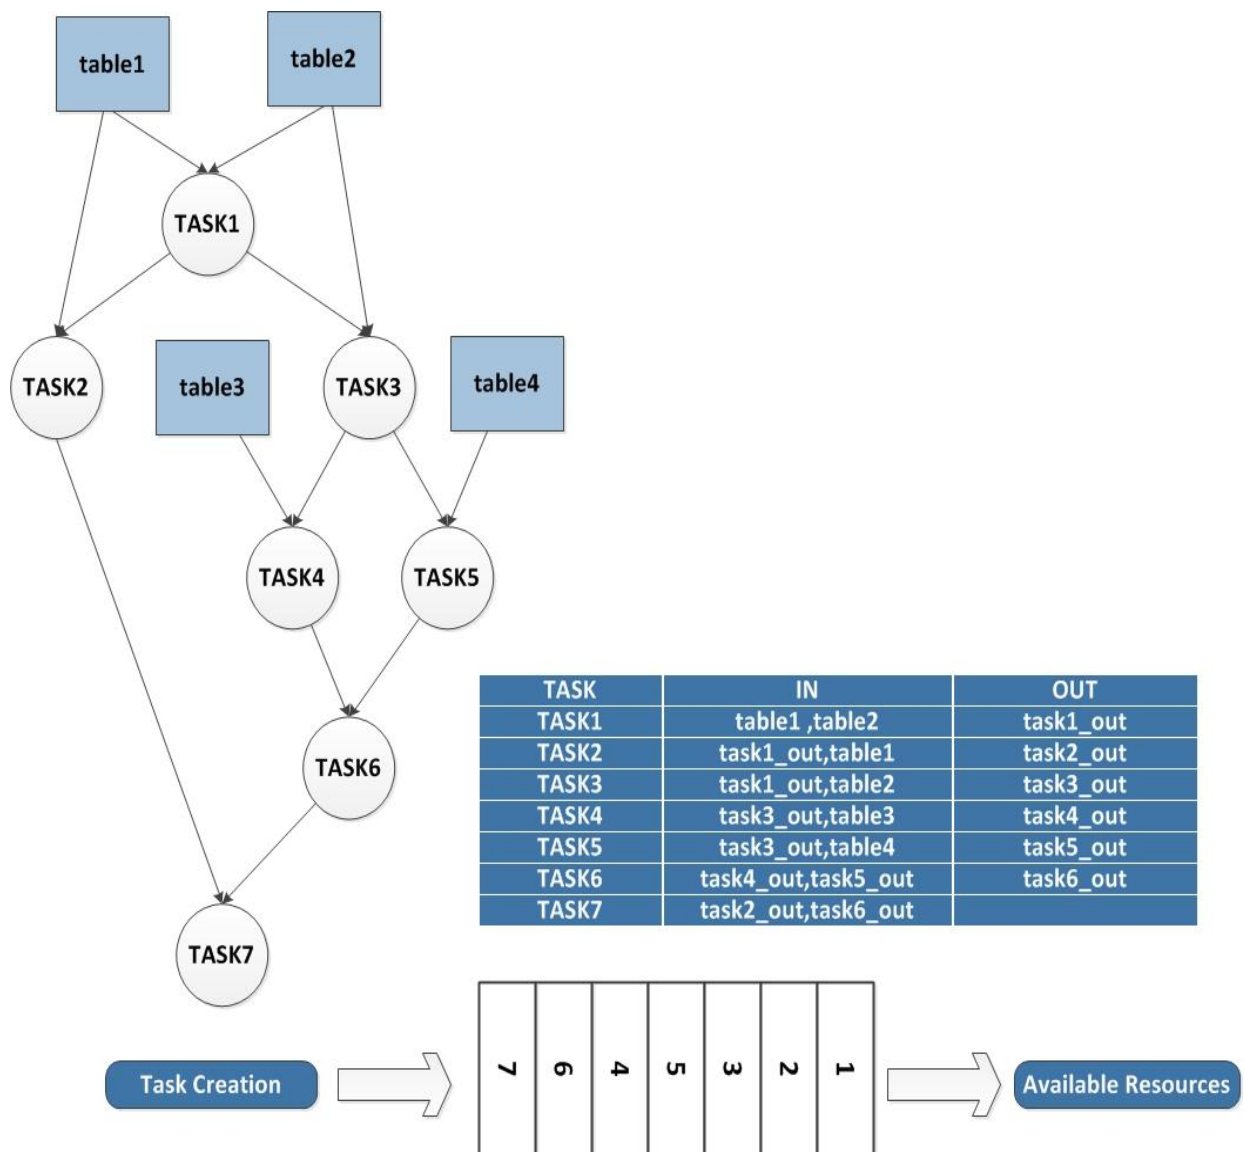 table1
table2
TASK1
TASK2
table3
TASK3
table4
TASK4
TASK5
TASK6
TASK7
TASK IN OUT
TASK1 table1 ,table2 task1_out
TASK2 task1_out,table1 task2_out
TASK3 task1_out,table2 task3_out
TASK4 task3_out,table3 task4_out
TASK5 task3_out,table4 task5_out
TASK6 task4_out,task5_out task6_out
TASK7 task2_out,task6_out
Task Creation
7 6 4 5 3 2 1
Available Resources